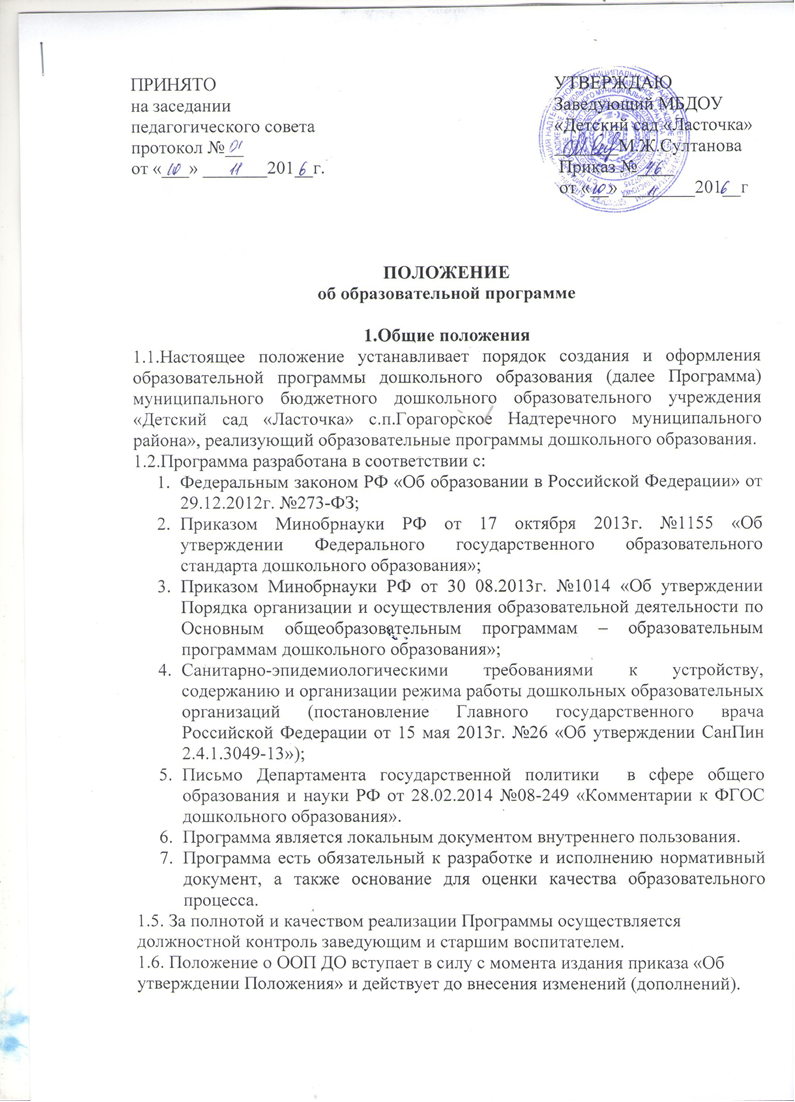 ПРИНЯТО
на заседании
педагогического совета
протокол № 01
от «10» 11 2016г.
УТВЕРЖДАЮ
Заведующий МБДОУ
«Детский сад «Ласточка»
М.Ж.Султанова
Приказ № 46
от «10» 11 2016 г
ПОЛОЖЕНИЕ
об образовательной программе
1.Общие положения
1.1.Настоящее положение устанавливает порядок создания и оформления
образовательной программы дошкольного образования (далее Программа)
муниципального бюджетного дошкольного образовательного учреждения
«Детский сад «Ласточка» с.п.Горагорское Надтеречного муниципального
района», реализующий образовательные программы дошкольного образования.
1.2.Программа разработана в соответствии с:
1. Федеральным законом РФ «Об образовании в Российской Федерации» от
29.12.2012г. №273-ФЗ;
2. Приказом Минобрнауки РФ от 17 октября 2013г. №1155 «Об
утверждении Федерального государственного образовательного
стандарта дошкольного образования»;
3. Приказом Минобрнауки РФ от 30 08.2013г. №1014 «Об утверждении
Порядка организации и осуществления образовательной деятельности по
Основным общеобразовательным программам – образовательным
программам дошкольного образования»;
4. Санитарно-эпидемиологическими требованиями к устройству,
содержанию и организации режима работы дошкольных образовательных
организаций (постановление Главного государственного врача
Российской Федерации от 15 мая 2013г. №26 «Об утверждении СанПин
2.4.1.3049-13»);
5. Письмо Департамента государственной политики в сфере общего
образования и науки РФ от 28.02.2014 №08-249 «Комментарии к ФГОС
дошкольного образования».
6. Программа является локальным документом внутреннего пользования.
7. Программа есть обязательный к разработке и исполнению нормативный
документ, а также основание для оценки качества образовательного
процесса.
1.5. За полнотой и качеством реализации Программы осуществляется
должностной контроль заведующим и старшим воспитателем.
1.6. Положение о ООП ДО вступает в силу с момента издания приказа «Об
утверждении Положения» и действует до внесения изменений (дополнений).